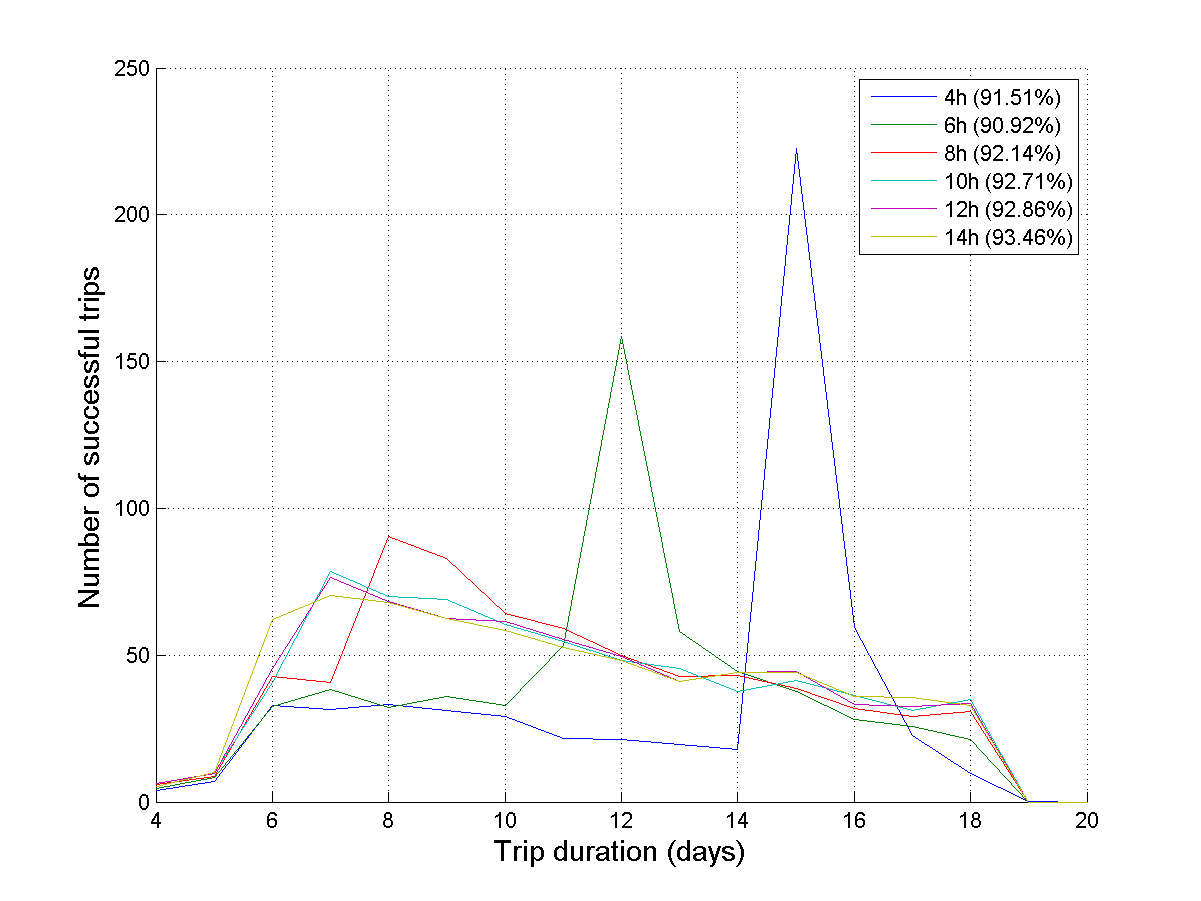 250
200
150
100
50
0
4 6 8 10 12 14 16 18 20
Number of successful trips
Trip duration (days)
4h (91.51%)
6h (90.92%)
8h (92.14%)
10h (92.71%)
12h (92.86%)
14h (93.46%)